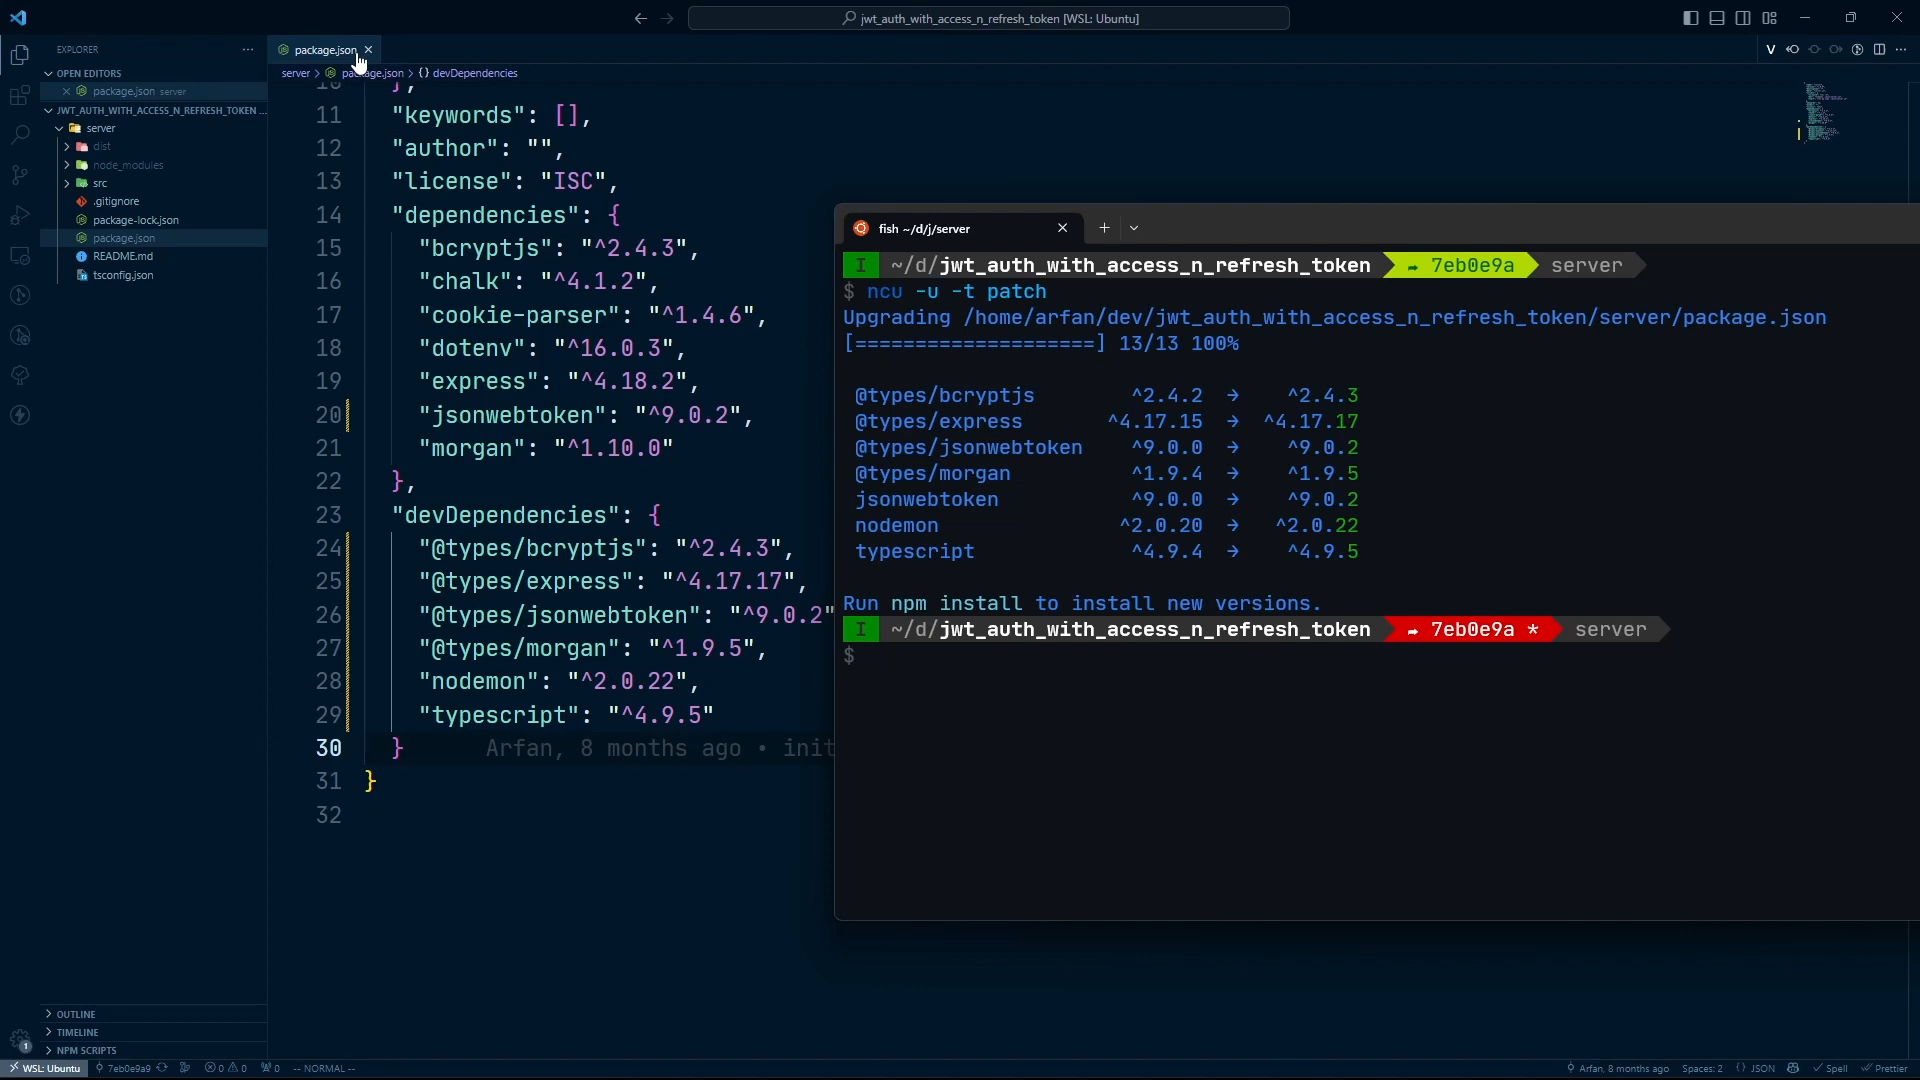 jwt_auth_with_access_n_refresh_token [WSL: Ubuntu]
EXPLORER
OPEN EDITORS
package.json server
JWT_AUTH_WITH_ACCESS_N_REFRESH_TOKEN ...
server
dist
node_modules
src
.gitignore
package-lock.json
package.json
README.md
tsconfig.json
OUTLINE
TIMELINE
NPM SCRIPTS
package.json
server > package.json > {} devDependencies
10 },
11 "keywords": [],
12 "author": "",
13 "license": "ISC",
14 "dependencies": {
15 "bcryptjs": "^2.4.3",
16 "chalk": "^4.1.2",
17 "cookie-parser": "^1.4.6",
18 "dotenv": "^16.0.3",
19 "express": "^4.18.2",
20 "jsonwebtoken": "^9.0.2",
21 "morgan": "^1.10.0"
22 },
23 "devDependencies": {
24 "@types/bcryptjs": "^2.4.3",
25 "@types/express": "^4.17.17",
26 "@types/jsonwebtoken": "^9.0.2"
27 "@types/morgan": "^1.9.5",
28 "nodemon": "^2.0.22",
29 "typescript": "^4.9.5"
30 } Arfan, 8 months ago • init
31 }
32
fish ~/d/j/server
I ~/d/jwt_auth_with_access_n_refresh_token ➦ 7eb0e9a server
$ ncu -u -t patch
Upgrading /home/arfan/dev/jwt_auth_with_access_n_refresh_token/server/package.json
[====================] 13/13 100%
@types/bcryptjs ^2.4.2 → ^2.4.3
@types/express ^4.17.15 → ^4.17.17
@types/jsonwebtoken ^9.0.0 → ^9.0.2
@types/morgan ^1.9.4 → ^1.9.5
jsonwebtoken ^9.0.0 → ^9.0.2
nodemon ^2.0.20 → ^2.0.22
typescript ^4.9.4 → ^4.9.5
Run npm install to install new versions.
I ~/d/jwt_auth_with_access_n_refresh_token ➦ 7eb0e9a * server
$
1
WSL: Ubuntu 7eb0e9a9 0 0 0 -- NORMAL -- Arfan, 8 months ago Spaces: 2 {} JSON Spell Prettier